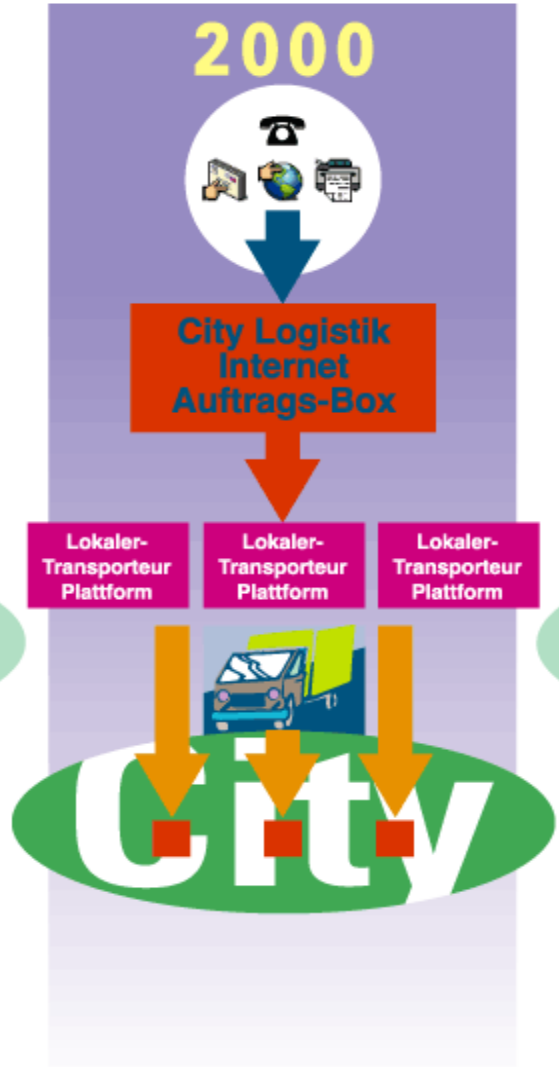 2000
City Logistik
Internet
Auftrags-Box
Lokaler-
Transporteur
Plattform
Lokaler-
Transporteur
Plattform
Lokaler-
Transporteur
Plattform
City